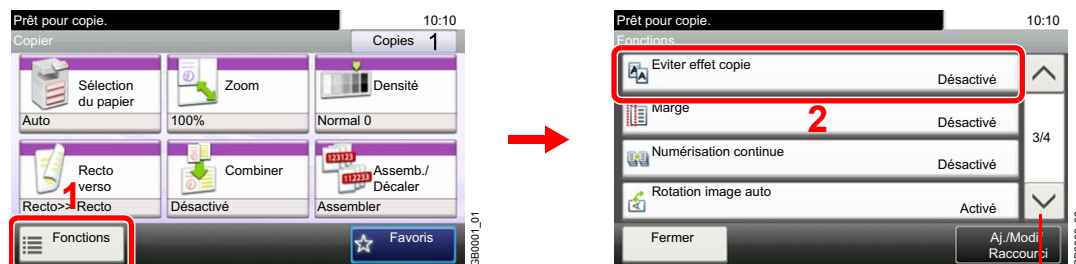 Prêt pour copie.
10:10
Copier
Copies 1
Sélection
du papier
Auto
Zoom
100%
Densité
Normal 0
Recto
verso
Recto>> Recto
1
Combiner
Désactivé
123123
112233
Assemb./
Décaler
Assembler
Fonctions
Favoris
GB0001_01
Prêt pour copie.
10:10
Fonctions
Eviter effet copie
Désactivé
2
Marge
Désactivé
3/4
Numérisation continue
Désactivé
Rotation image auto
Activé
Fermer
Aj./Modif
Raccourci